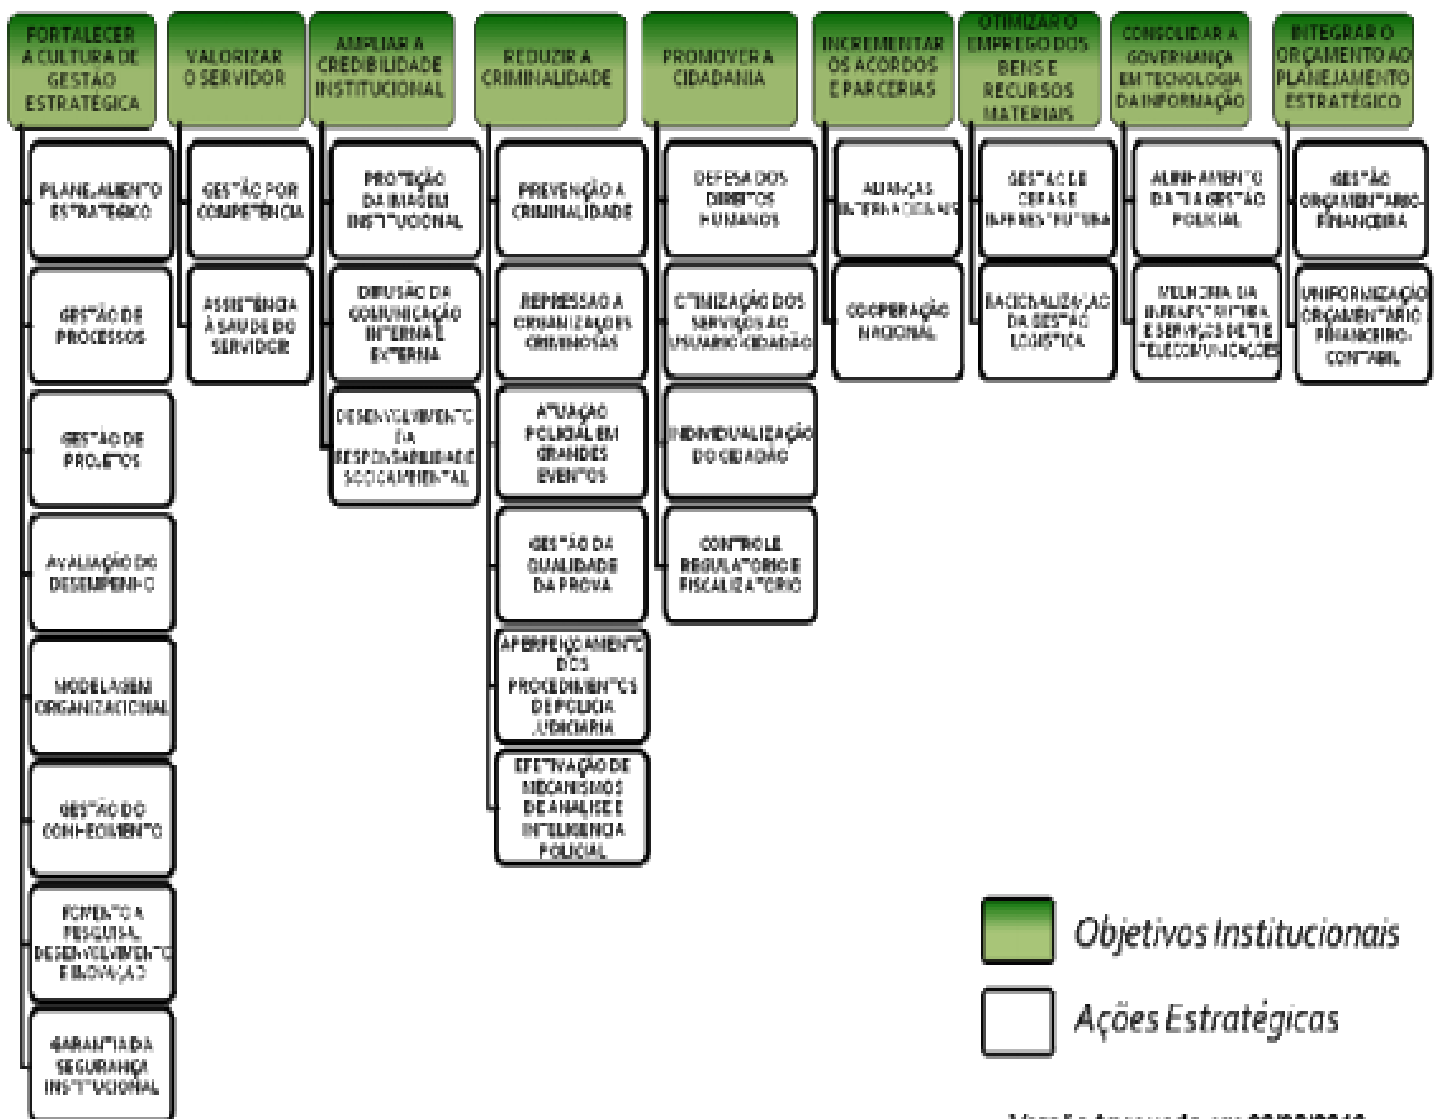 FORTALECER
A CULTURA DE
GESTÃO
ESTRATÉGICA
PLANEJAMENTO
ESTRATÉGICO
GESTÃO DE
PROCESSOS
GESTÃO DE
PROJETOS
AVALIAÇÃO DO
DESEMPENHO
MODELAGEM
ORGANIZACIONAL
GESTÃO DO
CONHECIMENTO
FOMENTO A
PESQUISA,
DESENVOLVIMENTO
E INOVAÇÃO
GARANTIA DA
SEGURANÇA
INSTITUCIONAL
VALORIZAR
O SERVIDOR
GESTÃO POR
COMPETÊNCIA
ASSISTÊNCIA
À SAÚDE DO
SERVIDOR
AMPLIAR A
CREDIBILIDADE
INSTITUCIONAL
PROTEÇÃO
DA IMAGEM
INSTITUCIONAL
DIFUSÃO DA
COMUNICAÇÃO
INTERNA E
EXTERNA
DESENVOLVIMENTO
DA
RESPONSABILIDADE
SOCIOAMBIENTAL
REDUZIR A
CRIMINALIDADE
PREVENÇÃO A
CRIMINALIDADE
REPRESSÃO A
ORGANIZAÇÕES
CRIMINOSAS
ATUAÇÃO
POLICIAL EM
GRANDES
EVENTOS
GESTÃO DA
QUALIDADE
DA PROVA
APERFEIÇOAMENTO
DOS
PROCEDIMENTOS
DE POLÍCIA
JUDICIÁRIA
EFETIVAÇÃO DE
MECANISMOS
DE ANÁLISE E
INTELIGÊNCIA
POLICIAL
PROMOVER A
CIDADANIA
DEFESA DOS
DIREITOS
HUMANOS
OTIMIZAÇÃO DOS
SERVIÇOS AO
USUÁRIO-CIDADÃO
INDIVIDUALIZAÇÃO
DO CIDADÃO
CONTROLE
REGULATÓRIO E
FISCALIZATÓRIO
INCREMENTAR
OS ACORDOS
E PARCERIAS
ALIANÇAS
INTERNACIONAIS
COOPERAÇÃO
NACIONAL
OTIMIZAR O
EMPREGO DOS
BENS E
RECURSOS
MATERIAIS
GESTÃO DE
OBRAS E
INFRAESTRUTURA
RACIONALIZAÇÃO
DA GESTÃO
LOGÍSTICA
CONSOLIDAR A
GOVERNANÇA
EM TECNOLOGIA
DA INFORMAÇÃO
ALINHAMENTO
DA TI A GESTÃO
POLICIAL
MELHORIA DA
INFRAESTRUTURA
E SERVIÇOS DE TI E
TELECOMUNICAÇÕES
INTEGRAR O
ORÇAMENTO AO
PLANEJAMENTO
ESTRATÉGICO
GESTÃO
ORÇAMENTÁRIO-
FINANCEIRA
UNIFORMIZAÇÃO
ORÇAMENTÁRIO
FINANCEIRO-
CONTÁBIL
Objetivos Institucionais
Ações Estratégicas